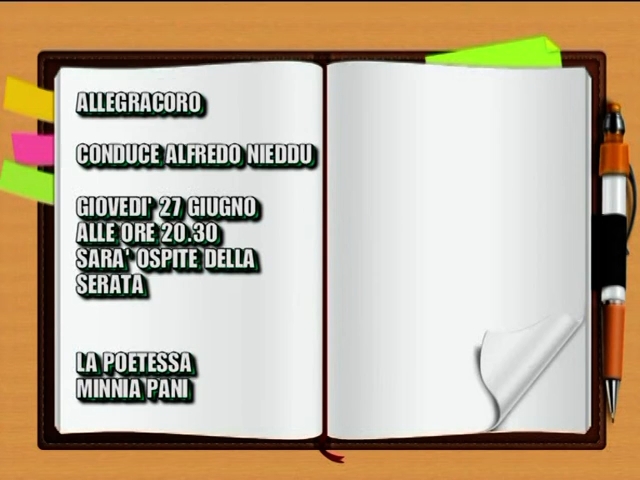 ALLEGRACORO
CONDUCE ALFREDO NIEDDU
GIOVEDI' 27 GIUGNO
ALLE ORE 20.30
SARA' OSPITE DELLA
SERATA
LA POETESSA
MINNIA PANI